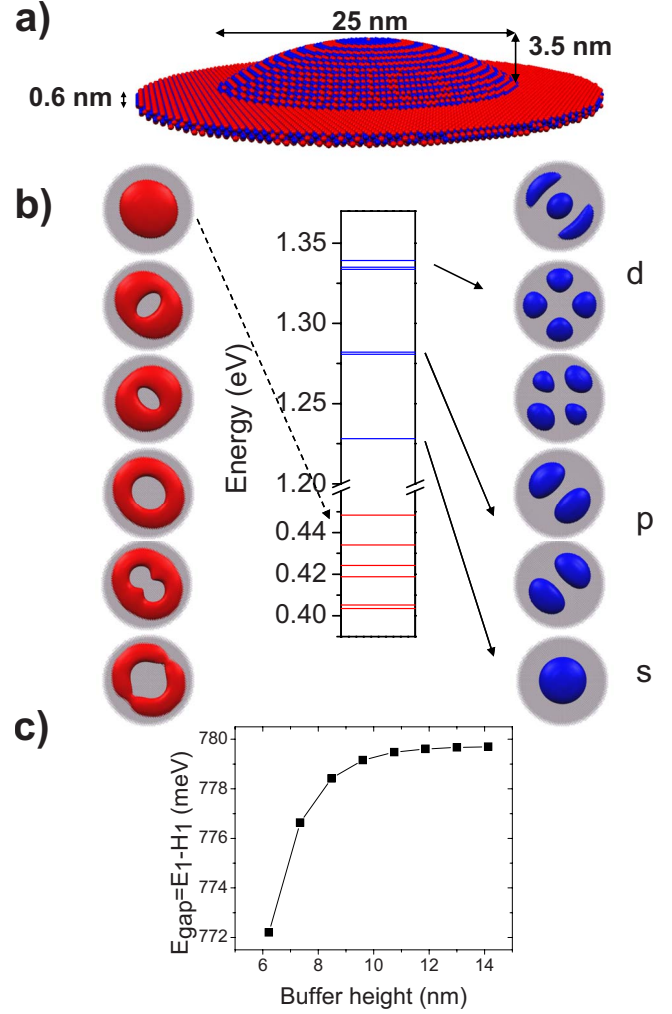 a)
25 nm
3.5 nm
0.6 nm
b)
Energy (eV)
1.35
1.30
1.25
1.20
0.44
0.42
0.40
d
p
s
c)
Egap=E1-H1 (meV)
780
778
776
774
772
6 8 10 12 14
Buffer height (nm)